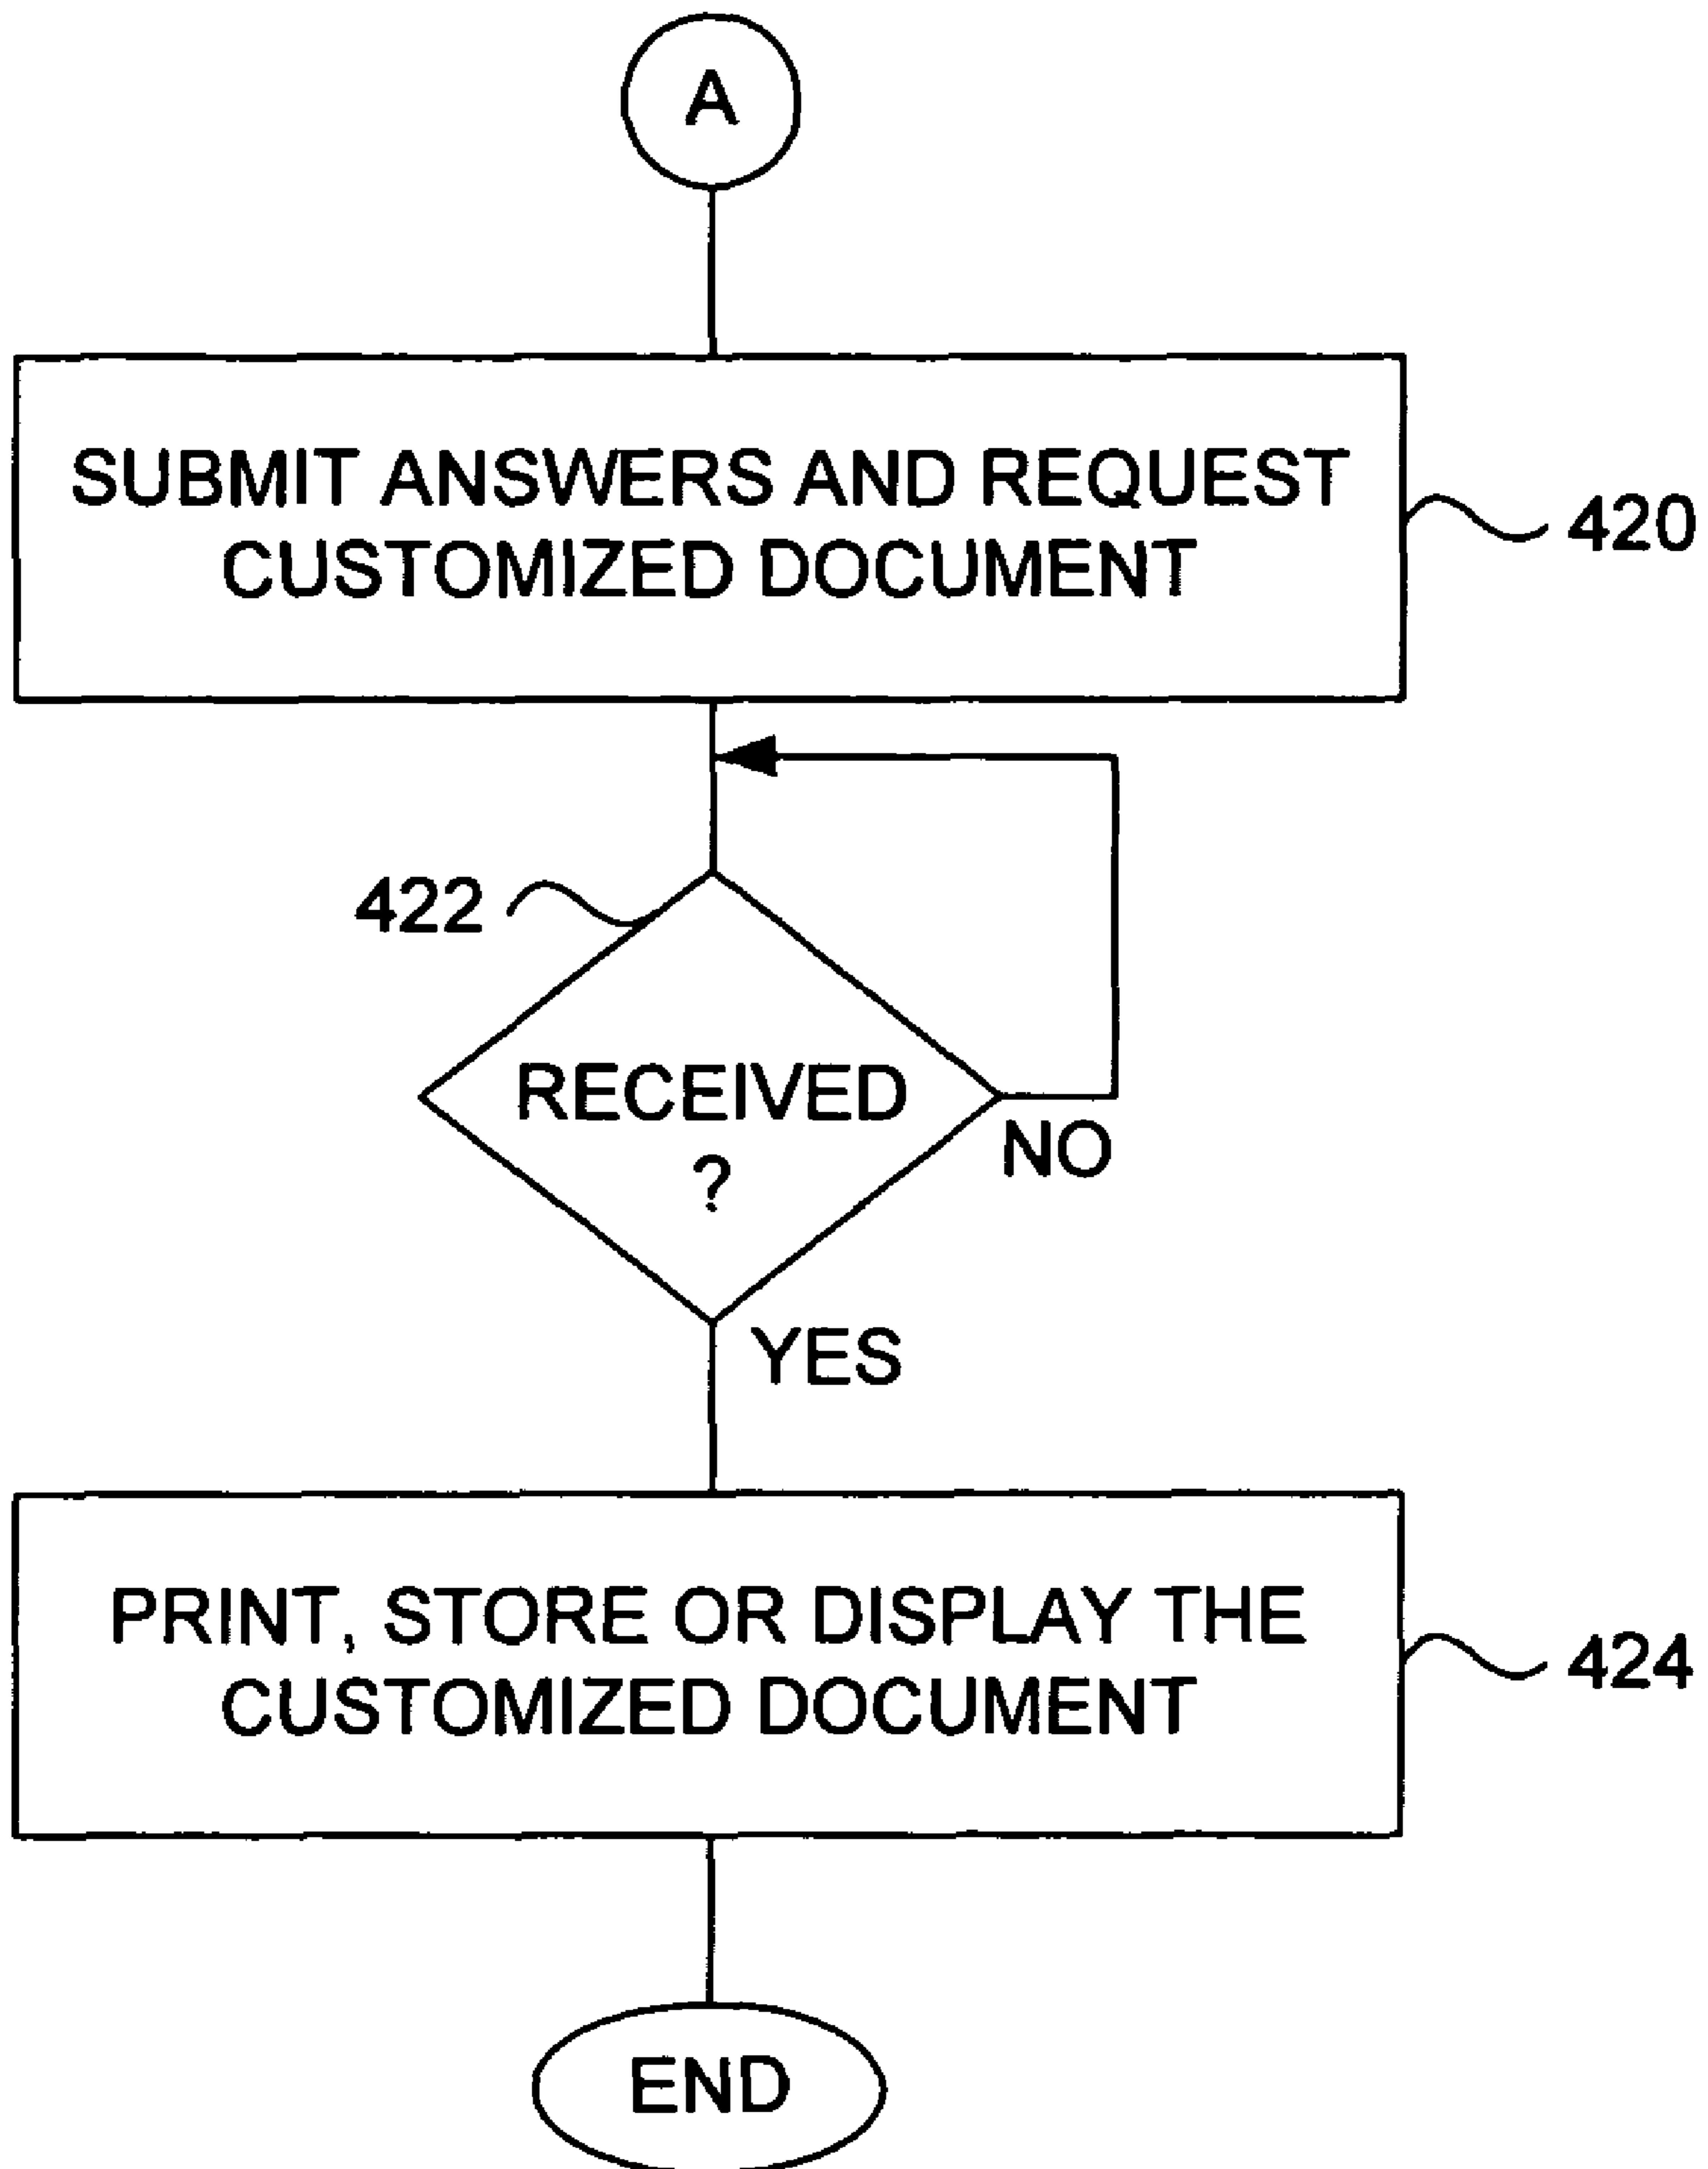 A
SUBMIT ANSWERS AND REQUEST
CUSTOMIZED DOCUMENT
420
422
RECEIVED
?
NO
YES
PRINT, STORE OR DISPLAY THE
CUSTOMIZED DOCUMENT
424
END